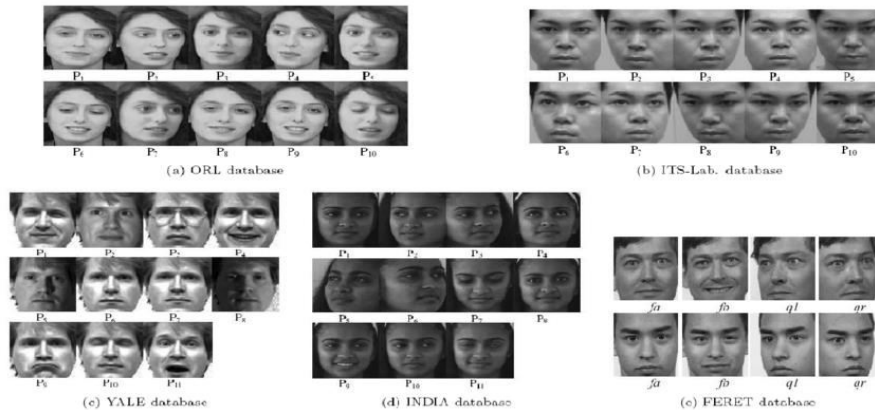 P1 P2 P3 P4 P5
P6 P7 P8 P9 P10
(a) ORL database
P1 P2 P3 P4 P5
P6 P7 P8 P9 P10
(b) ITS-Lab. database
P1 P2 P3 P4
P5 P6 P7 P8
P9 P10 P11
(c) YALE database
P1 P2 P3 P4
P5 P6 P7 P8
P9 P10 P11
(d) INDIA database
fa fb ql qr
fa fb ql qr
(e) FERET database